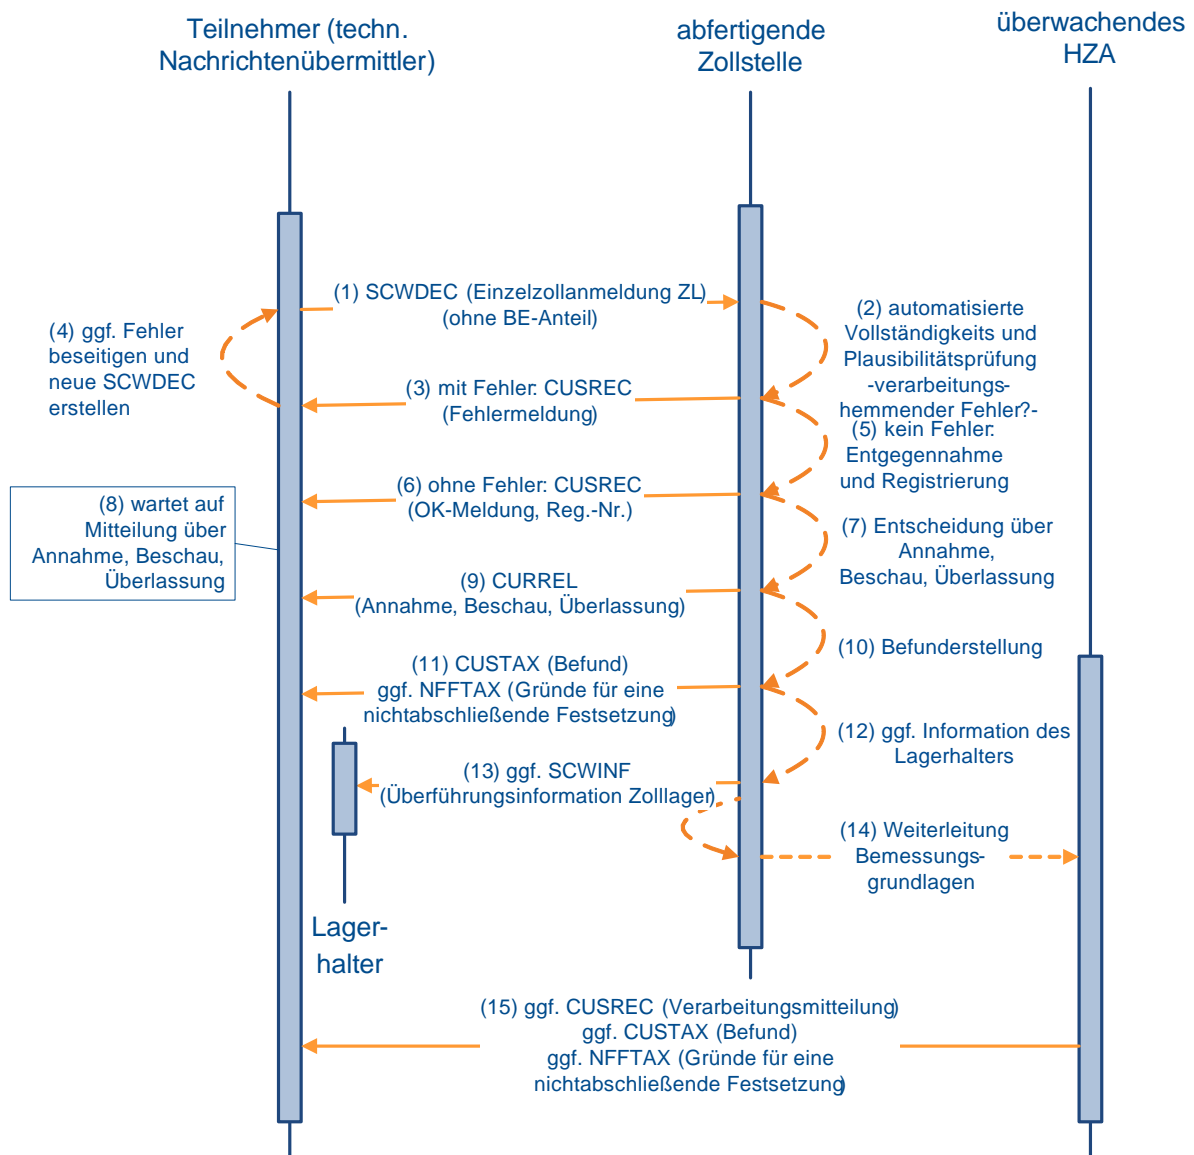 Teilnehmer (techn.
Nachrichtenübermittler)
abfertigende
Zollstelle
überwachendes
HZA
(1) SCWDEC (Einzelzollanmeldung ZL)
(ohne BE-Anteil)
(2) automatisierte
Vollständigkeits und
Plausibilitätsprüfung
-verarbeitungs-
hemmender Fehler?-
(4) ggf. Fehler
beseitigen und
neue SCWDEC
erstellen
(3) mit Fehler: CUSREC
(Fehlermeldung)
(5) kein Fehler:
Entgegennahme
und Registrierung
(6) ohne Fehler: CUSREC
(OK-Meldung, Reg.-Nr.)
(8) wartet auf
Mitteilung über
Annahme, Beschau,
Überlassung
(7) Entscheidung über
Annahme,
Beschau, Überlassung
(9) CURREL
(Annahme, Beschau, Überlassung)
(10) Befunderstellung
(11) CUSTAX (Befund)
ggf. NFFTAX (Gründe für eine
nichtabschließende Festsetzung)
(12) ggf. Information des
Lagerhalters
(13) ggf. SCWINF
(Überführungsinformation Zolllager)
(14) Weiterleitung
Bemessungs-
grundlagen
Lager-
halter
(15) ggf. CUSREC (Verarbeitungsmitteilung)
ggf. CUSTAX (Befund)
ggf. NFFTAX (Gründe für eine
nichtabschließende Festsetzung)